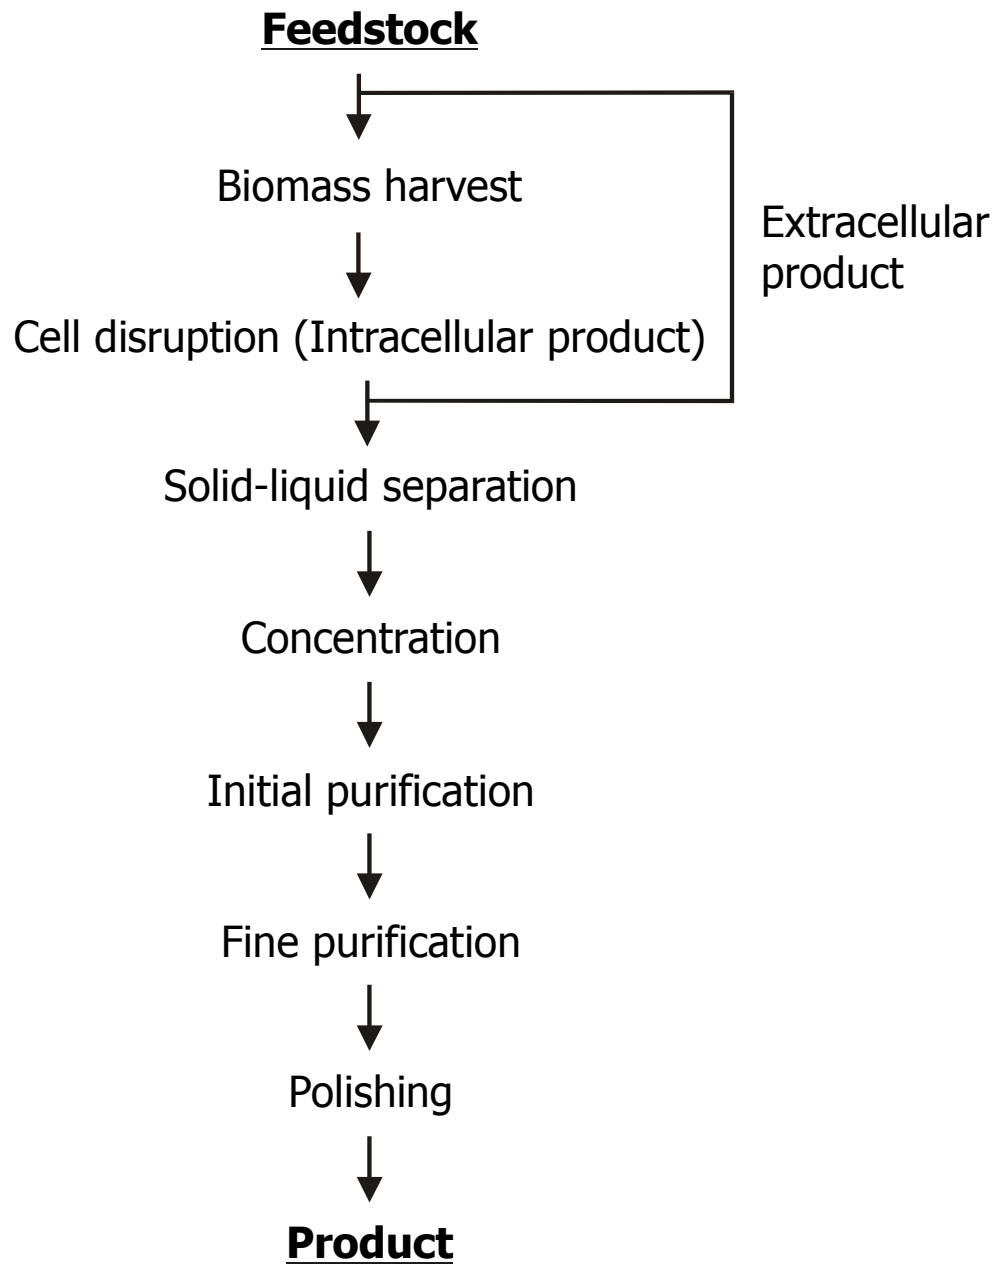 Feedstock
Biomass harvest
Extracellular
product
Cell disruption (Intracellular product)
Solid-liquid separation
Concentration
Initial purification
Fine purification
Polishing
Product